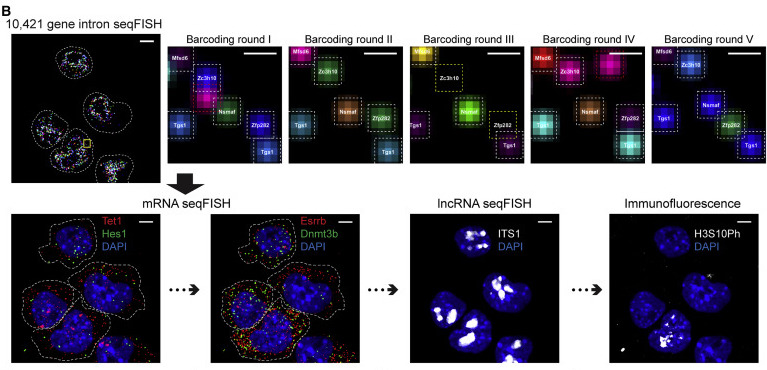 B
10,421 gene intron seqFISH
Barcoding round I
Barcoding round II
Barcoding round III
Barcoding round IV
Barcoding round V
Mfsd6
Zc3h10
Nsmaf
Zfp282
Tgs1
Tgs1
Mfsd6
Zc3h10
Nsmaf
Zfp282
Tgs1
Tgs1
Mfsd6
Zc3h10
Nsmaf
Zfp282
Tgs1
Tgs1
Mfsd6
Zc3h10
Nsmaf
Zfp282
Tgs1
Tgs1
Mfsd6
Zc3h10
Nsmaf
Zfp282
Tgs1
Tgs1
mRNA seqFISH
lncRNA seqFISH
Immunofluorescence
Tet1
Hes1
DAPI
Esrrb
Dnmt3b
DAPI
ITS1
DAPI
H3S10Ph
DAPI